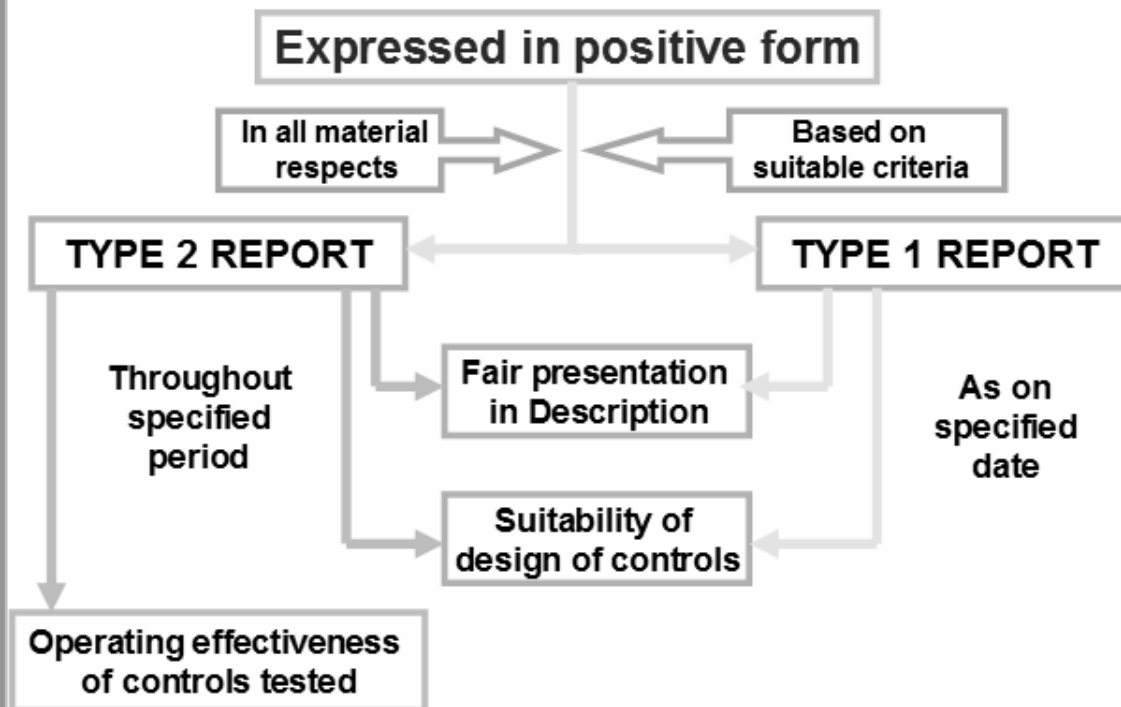 Expressed in positive form
In all material
respects
Based on
suitable criteria
TYPE 2 REPORT
TYPE 1 REPORT
Throughout
specified
period
Fair presentation
in Description
As on
specified
date
Suitability of
design of controls
Operating effectiveness
of controls tested